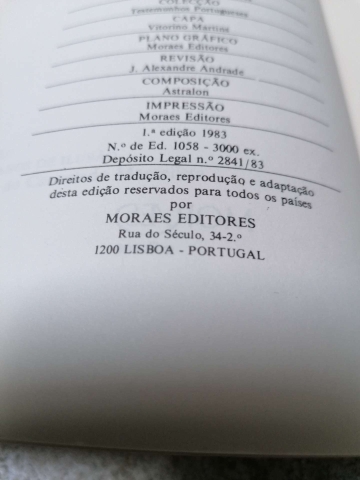 COLECÇÃO
Testemunhos Portugueses
CAPA
Vitorino Martins
PLANO GRÁFICO
Moraes Editores
REVISÃO
J. Alexandre Andrade
COMPOSIÇÃO
Astralon
IMPRESSÃO
Moraes Editores
1.ª edição 1983
N.º de Ed. 1058 - 3000 ex.
Depósito Legal n.º 2841/83
Direitos de tradução, reprodução e adaptação
desta edição reservados para todos os países
por
MORAES EDITORES
Rua do Século, 34-2.º
1200 LISBOA - PORTUGAL